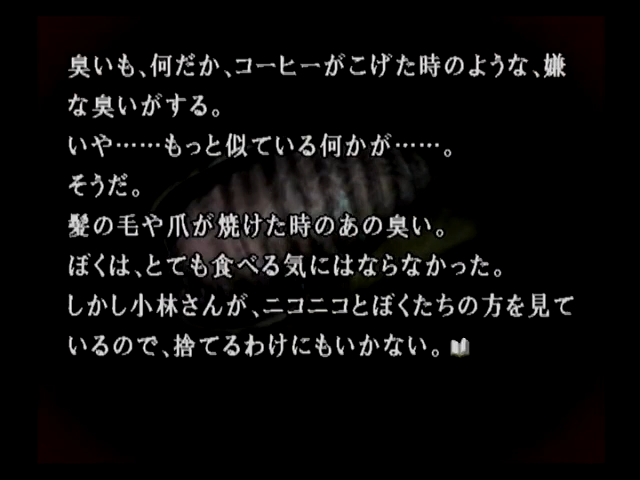 臭いも、何だか、コーヒーがこげた時のような、嫌
な臭いがする。
いや……もっと似ている何かが……。
そうだ。
髪の毛や爪が焼けた時のあの臭い。
ぼくは、とても食べる気にはならなかった。
しかし小林さんが、ニコニコとぼくたちの方を見て
いるので、捨てるわけにもいかない。